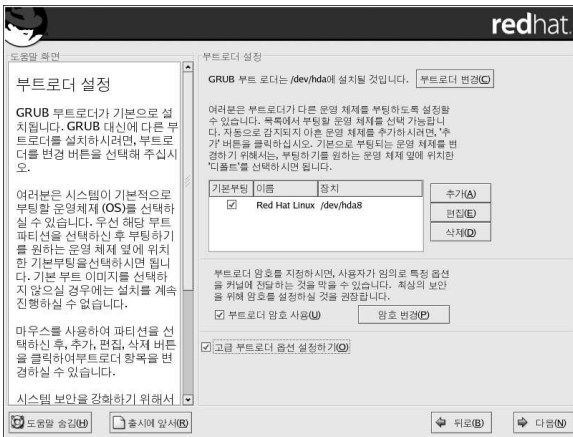 redhat.
도움말 화면
부트로더 설정
GRUB 부트로더가 기본으로 설
치됩니다. GRUB 대신에 다른 부
트로더를 설치하시려면, 부트로
더를 변경 버튼을 선택해 주십시
오.
여러분은 시스템이 기본적으로
부팅할 운영체제 (OS)를 선택하
실 수 있습니다. 우선 해당 부트
파티션을 선택하신 후 부팅하기
를 원하는 운영 체제 옆에 위치
한 기본부팅을선택하시면 됩니
다. 기본 부트 이미지를 선택하
지 않으실 경우에는 설치를 계속
진행하실 수 없습니다.
마우스를 사용하여 파티션을 선
택하신 후, 추가, 편집, 삭제 버튼
을 클릭하여부트로더 항목을 변
경하실 수 있습니다.
시스템 보안을 강화하기 위해서
부트로더 설정
GRUB 부트 로더는 /dev/hda에 설치될 것입니다. 부트로더 변경(C)
여러분은 부트로더가 다른 운영 체제를 부팅하도록 설정할
수 있습니다. 목록에서 부팅할 운영 체제를 선택 가능합니
다. 자동으로 감지되지 아흔 운영 체제를 추가하시려면, '추
가' 버튼을 클릭하십시오. 기본으로 부팅되는 운영 체제를 변
경하기 위해서는, 부팅하기를 원하는 운영 체제 옆에 위치한
'디폴트'를 선택하시면 됩니다.
기본부팅 이름 장치
Red Hat Linux /dev/hda8
추가(A)
편집(E)
삭제(D)
부트로더 암호를 지정하시면, 사용자가 임의로 특정 옵션
을 커널에 전달하는 것을 막을 수 있습니다. 최상의 보안
을 위해 암호를 설정하실 것을 권장합니다.
부트로더 암호 사용(U) 암호 변경(P)
고급 부트로더 옵션 설정하기(O)
도움말 숨김(H) 출시에 앞서(R) 뒤로(B) 다음(N)